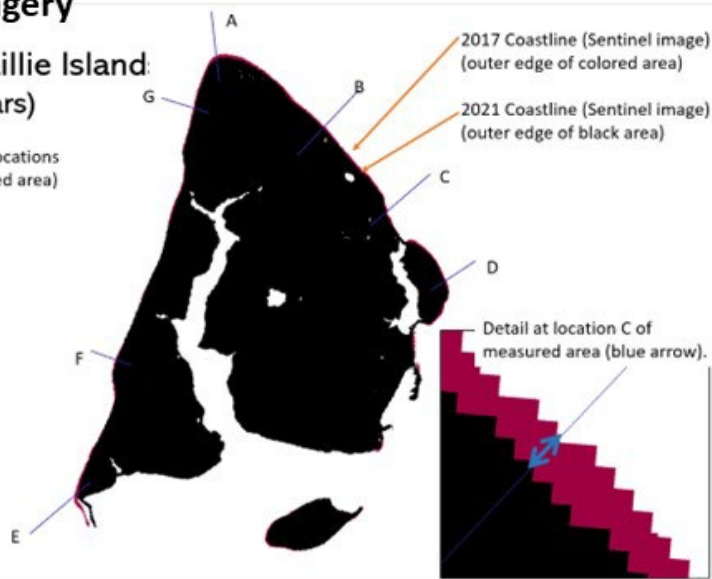 gery
illie Island
ars)
ocations
ed area)
A
G
B
2017 Coastline (Sentinel image)
(outer edge of colored area)
2021 Coastline (Sentinel image)
(outer edge of black area)
C
D
Detail at location C of
measured area (blue arrow).
F
E